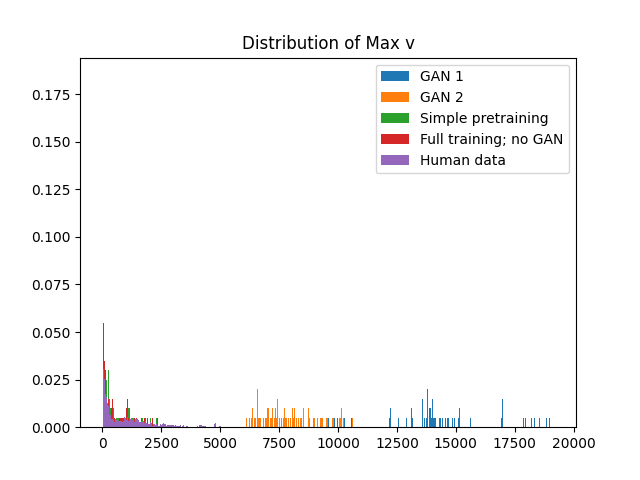 Distribution of Max v
GAN 1
GAN 2
Simple pretraining
Full training; no GAN
Human data
0.175
0.150
0.125
0.100
0.075
0.050
0.025
0.000
0 2500 5000 7500 10000 12500 15000 17500 20000